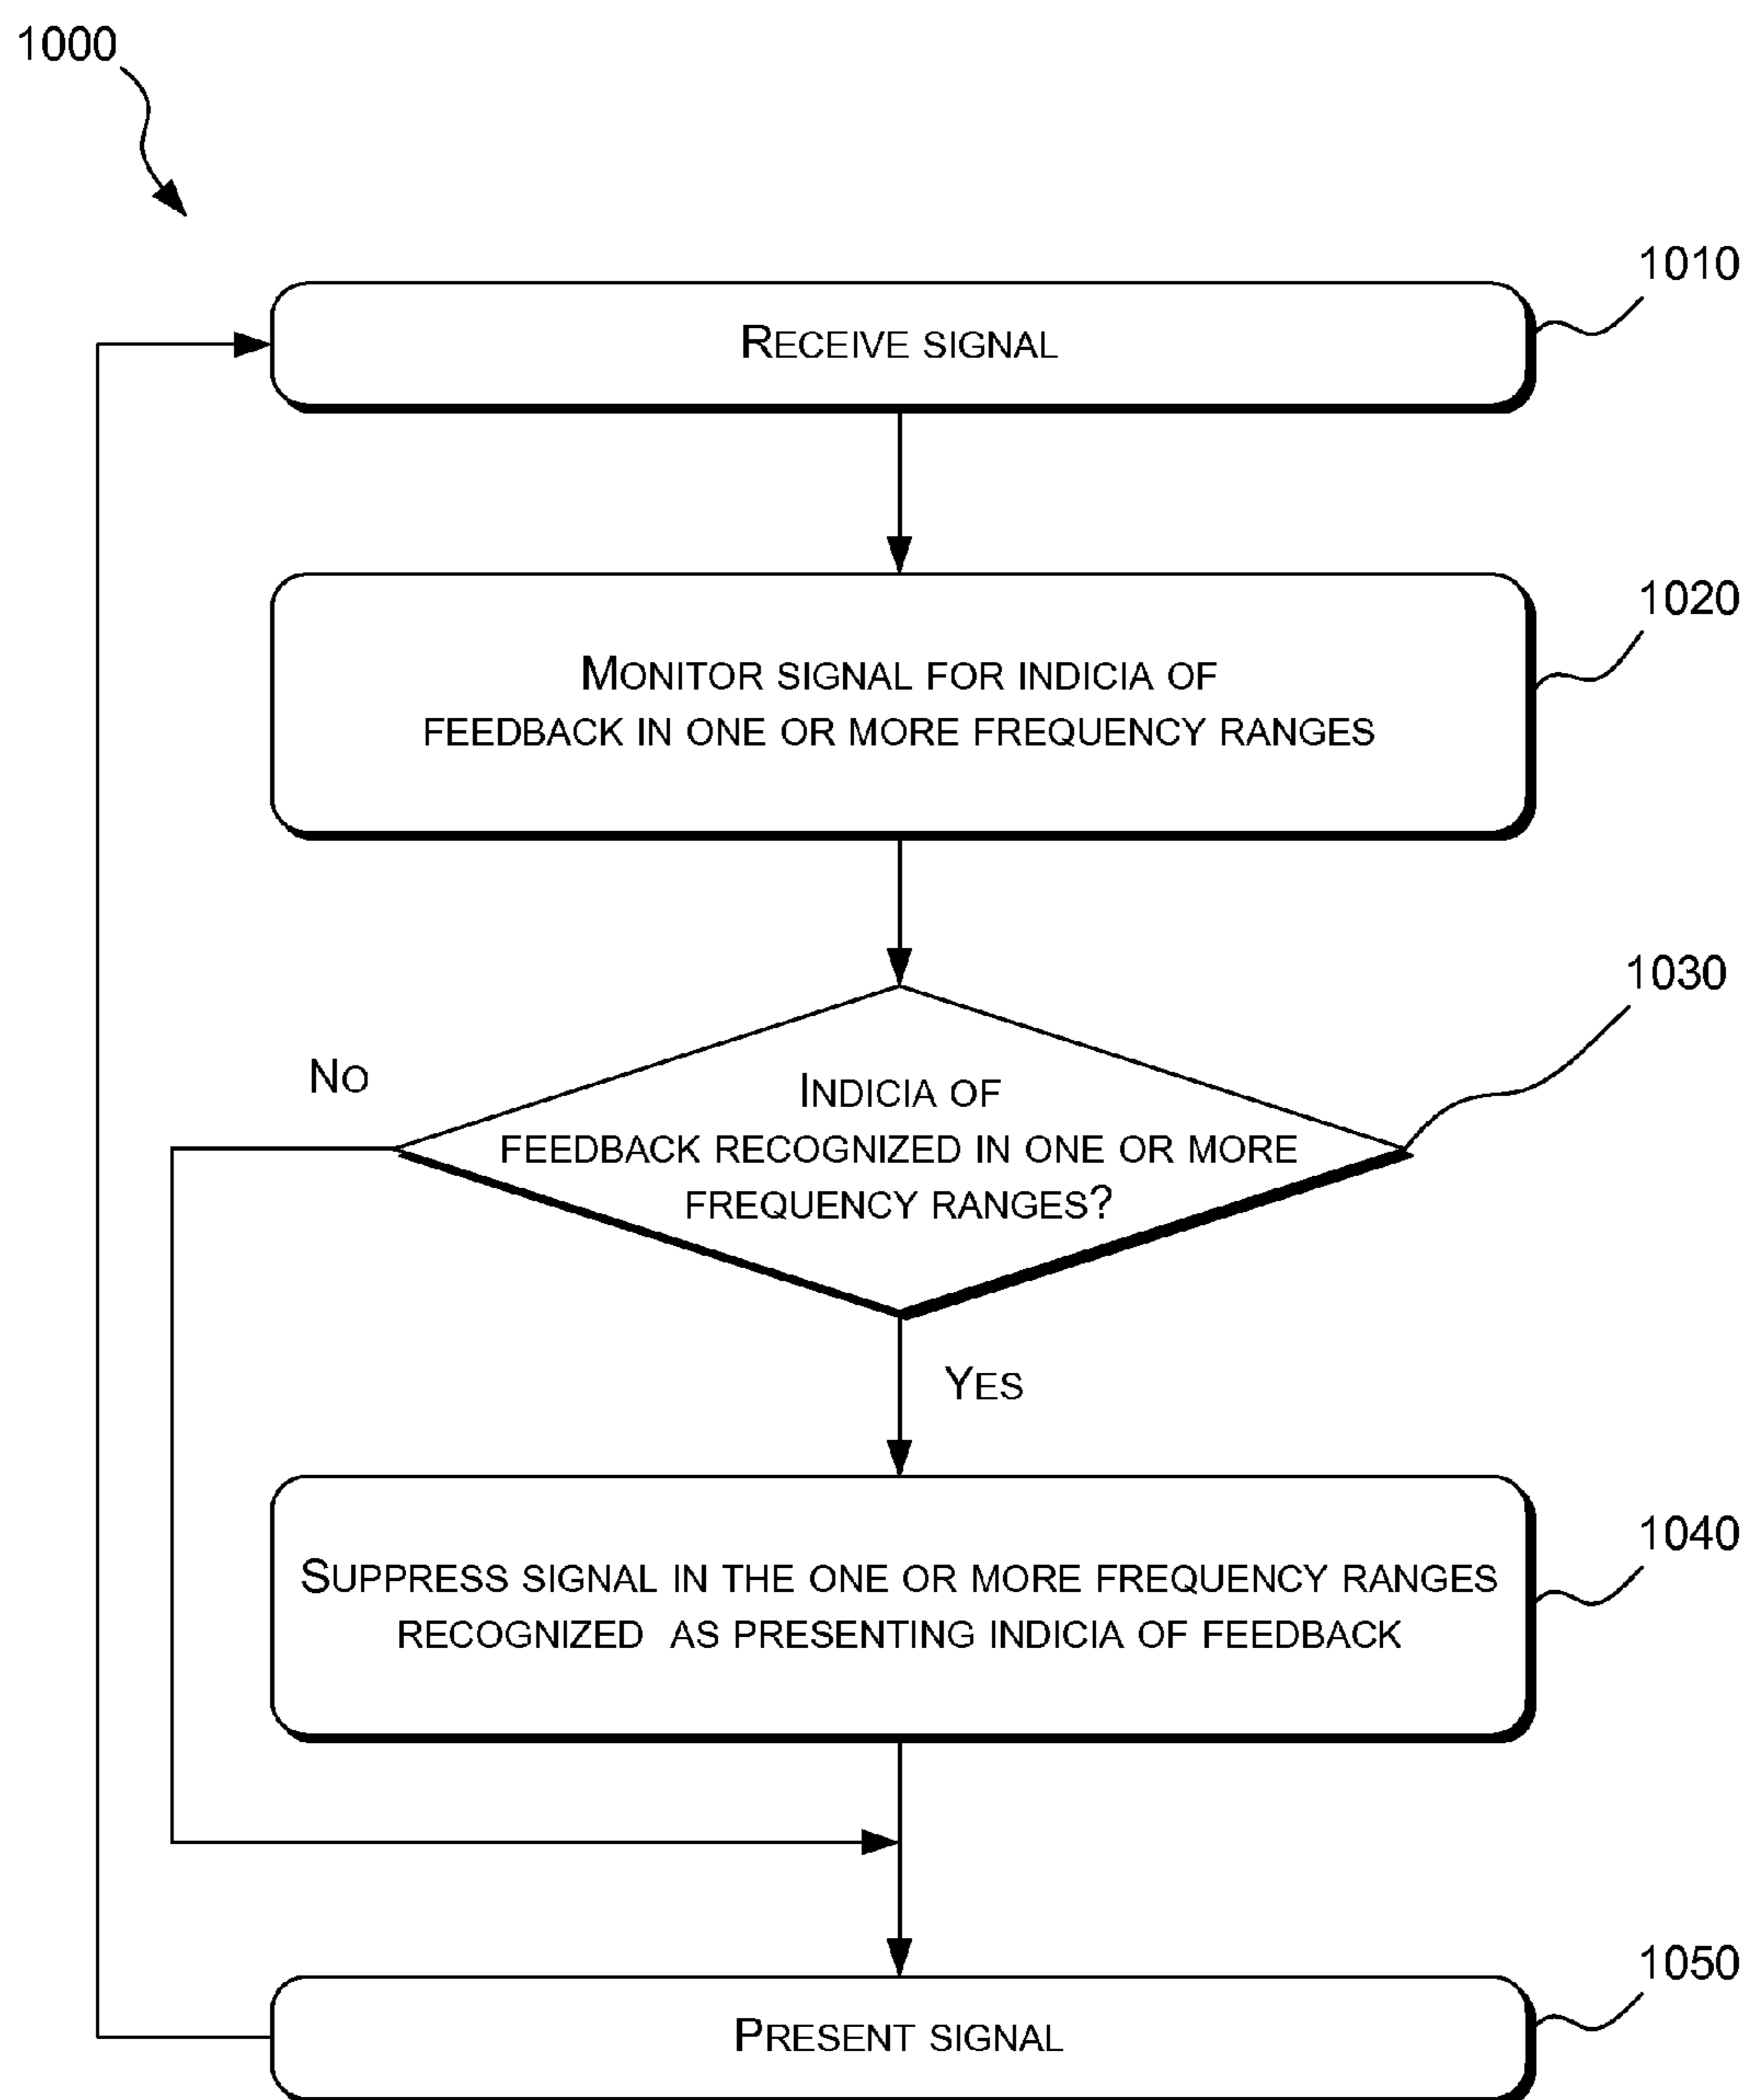 1000
1010
RECEIVE SIGNAL
1020
MONITOR SIGNAL FOR INDICIA OF
FEEDBACK IN ONE OR MORE FREQUENCY RANGES
1030
NO
INDICIA OF
FEEDBACK RECOGNIZED IN ONE OR MORE
FREQUENCY RANGES?
YES
1040
SUPPRESS SIGNAL IN THE ONE OR MORE FREQUENCY RANGES
RECOGNIZED AS PRESENTING INDICIA OF FEEDBACK
1050
PRESENT SIGNAL